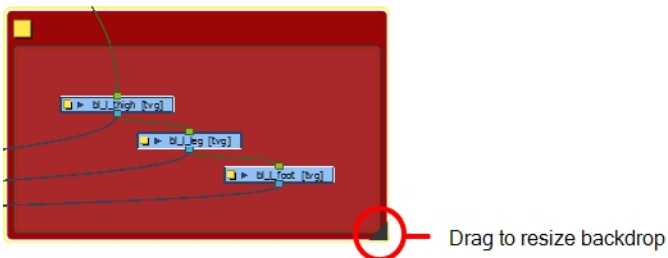 bl_l_thigh [tvg]
bl_l_leg [tvg]
bl_l_foot [tvg]
Drag to resize backdrop